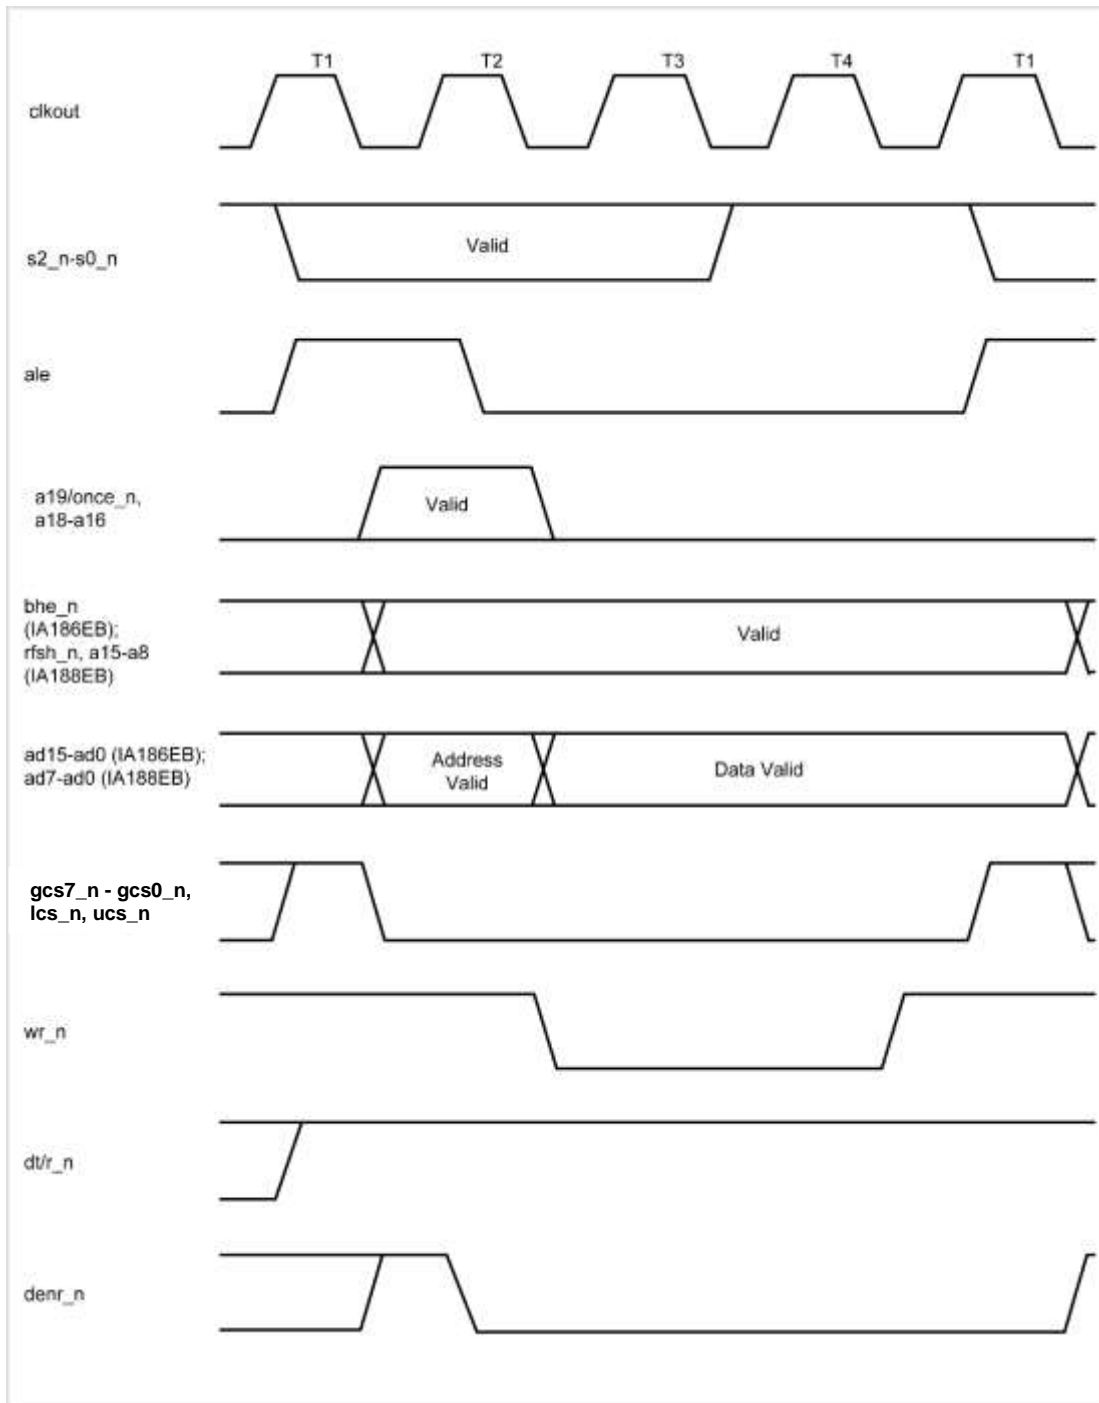 T1 T2 T3 T4 T1
clkout
Valid
s2_n-s0_n
ale
a19/once_n,
a18-a16
Valid
bhe_n
(IA186EB);
rfsh_n, a15-a8
(IA188EB)
Valid
ad15-ad0 (IA186EB);
ad7-ad0 (IA188EB)
Address
Valid
Data Valid
gcs7_n - gcs0_n,
lcs_n, ucs_n
wr_n
dt/r_n
denr_n